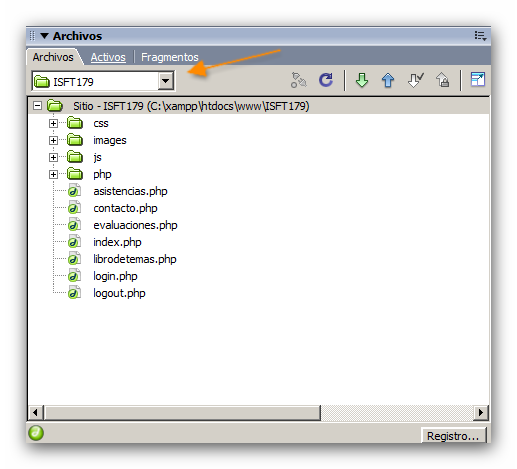 Archivos
Archivos Activos Fragmentos
ISFT179
Sitio - ISFT179 (C:\xampp\htdocs\www\ISFT179)
css
images
js
php
asistencias.php
contacto.php
evaluaciones.php
index.php
librodetemas.php
login.php
logout.php
Registro...